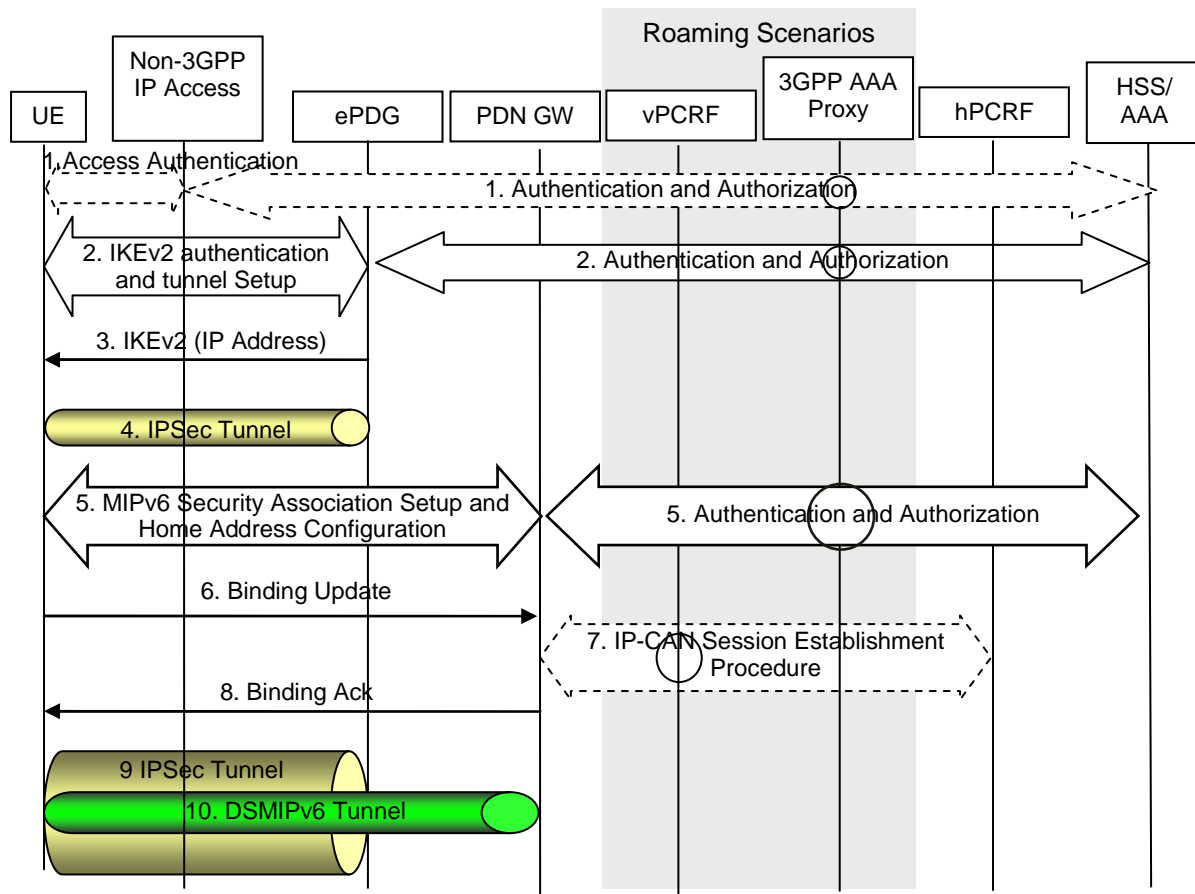 Roaming Scenarios
UE
Non-3GPP
IP Access
ePDG
PDN GW
vPCRF
3GPP AAA
Proxy
hPCRF
HSS/
AAA
1.Access Authentication
1. Authentication and Authorization
2. IKEv2 authentication
and tunnel Setup
2. Authentication and Authorization
3. IKEv2 (IP Address)
4. IPSec Tunnel
5. MIPv6 Security Association Setup and
Home Address Configuration
5. Authentication and Authorization
6. Binding Update
7. IP-CAN Session Establishment
Procedure
8. Binding Ack
9 IPSec Tunnel
10. DSMIPv6 Tunnel